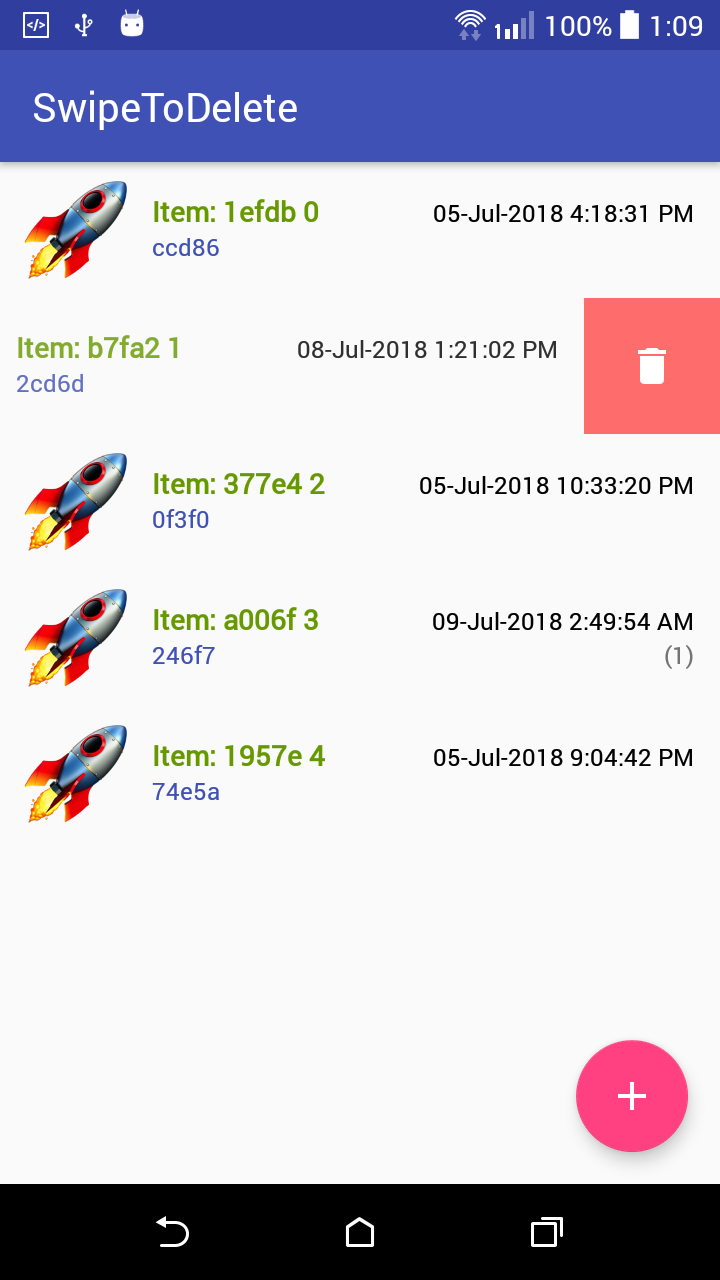 100% 1:09
SwipeToDelete
Item: 1efdb 0 05-Jul-2018 4:18:31 PM
ccd86
Item: b7fa2 1 08-Jul-2018 1:21:02 PM
2cd6d
Item: 377e4 2 05-Jul-2018 10:33:20 PM
0f3f0
Item: a006f 3 09-Jul-2018 2:49:54 AM
246f7 (1)
Item: 1957e 4 05-Jul-2018 9:04:42 PM
74e5a